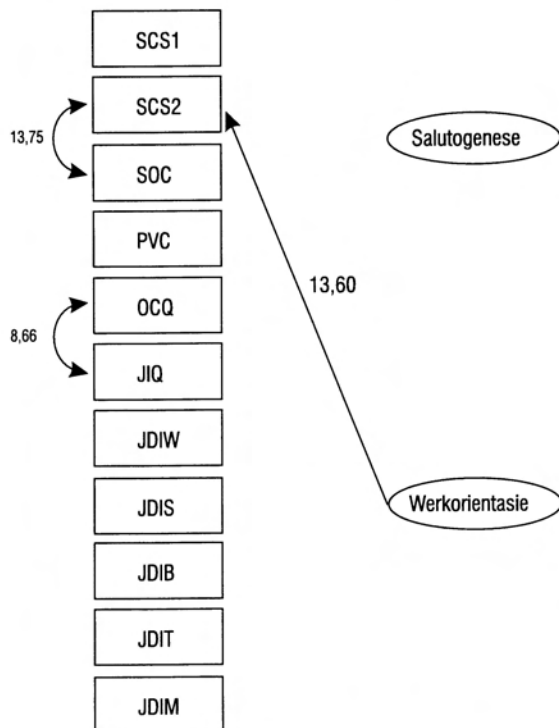 SCS1
SCS2
13,75
Salutogenese
SOC
PVC
13,60
OCQ
8,66
JIQ
JDIW
JDIS
Werkorientasie
JDIB
JDIT
JDIM